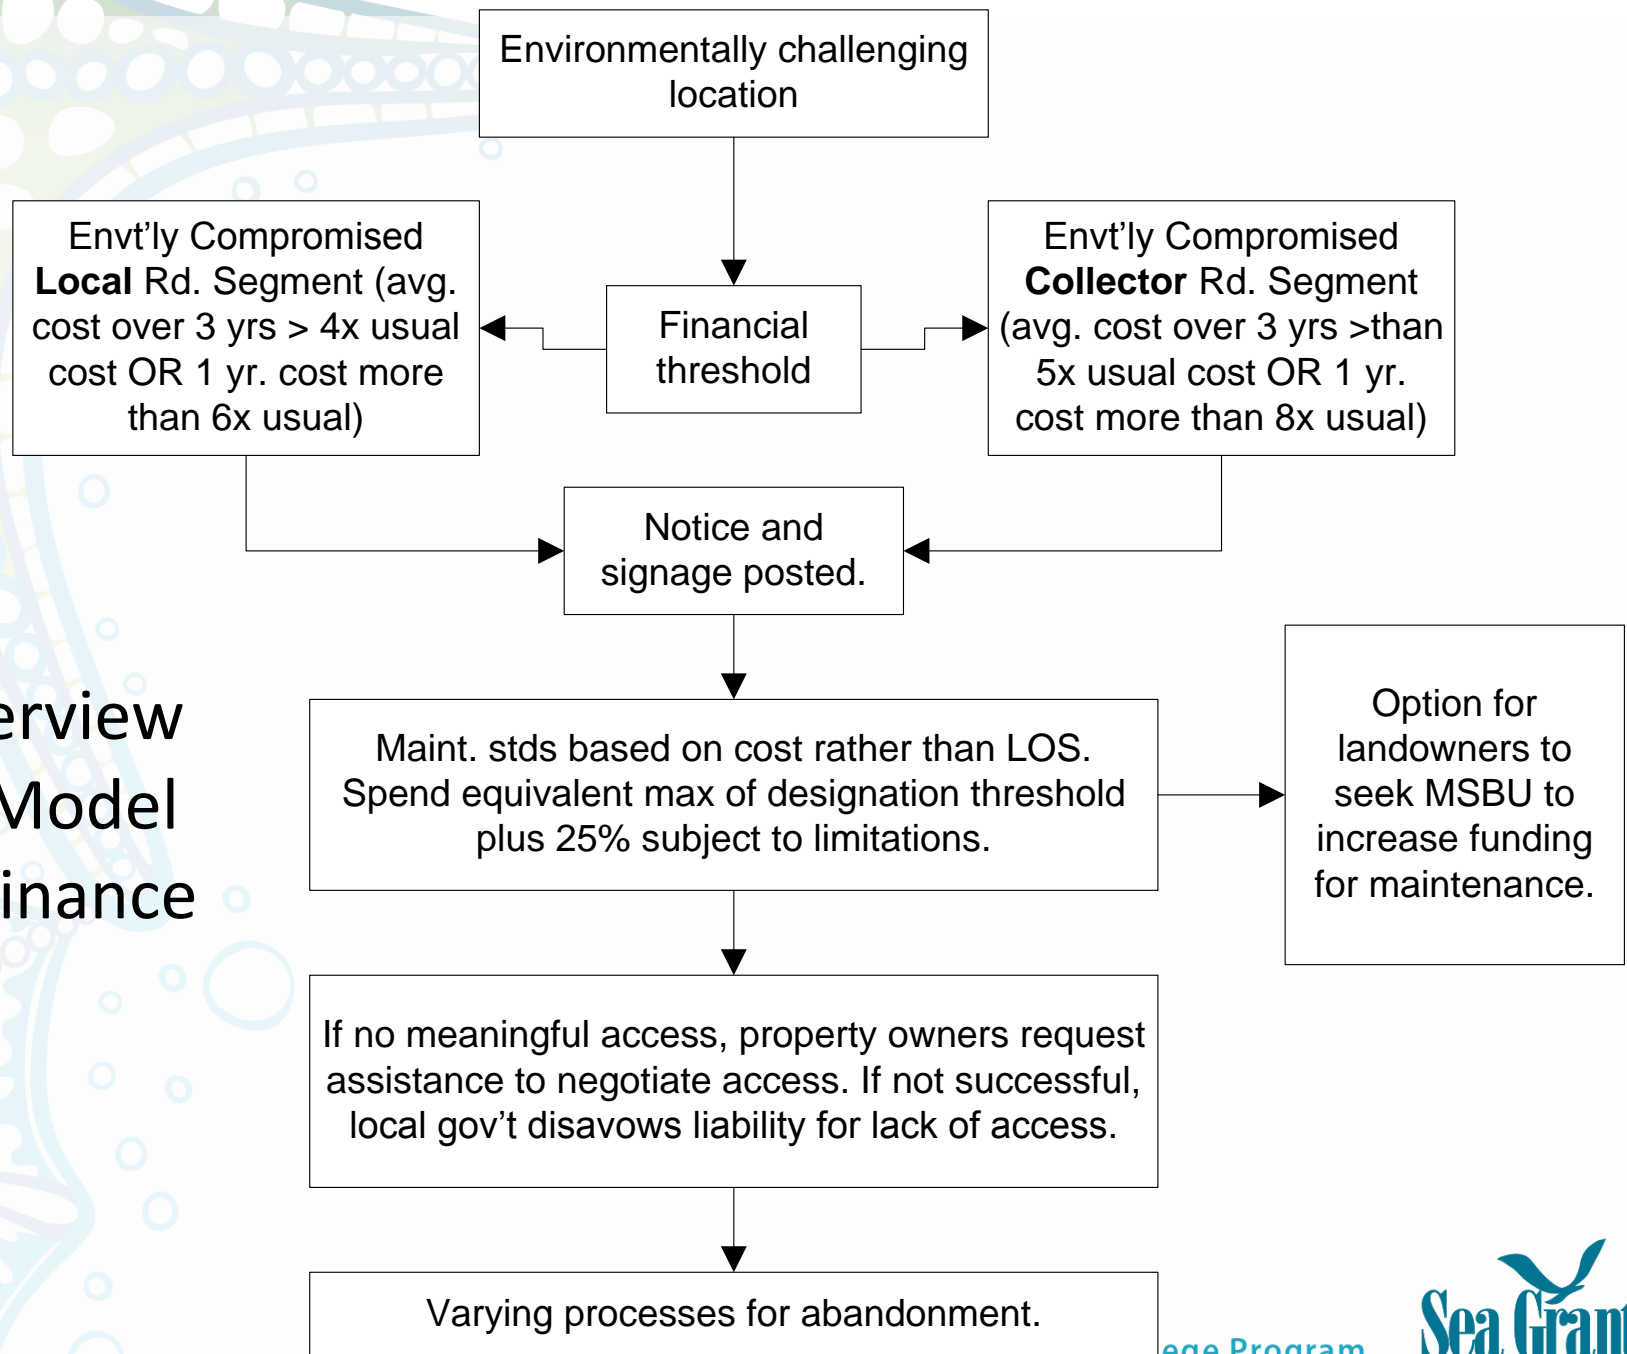 Environmentally challenging
location
Envt’ly Compromised
Local Rd. Segment (avg.
cost over 3 yrs > 4x usual
cost OR 1 yr. cost more
than 6x usual)
Financial
threshold
Envt’ly Compromised
Collector Rd. Segment
(avg. cost over 3 yrs >than
5x usual cost OR 1 yr.
cost more than 8x usual)
Notice and
signage posted.
erview
Model
inance
Maint. stds based on cost rather than LOS.
Spend equivalent max of designation threshold
plus 25% subject to limitations.
Option for
landowners to
seek MSBU to
increase funding
for maintenance.
If no meaningful access, property owners request
assistance to negotiate access. If not successful,
local gov’t disavows liability for lack of access.
Varying processes for abandonment.
ege Program
Sea Grant